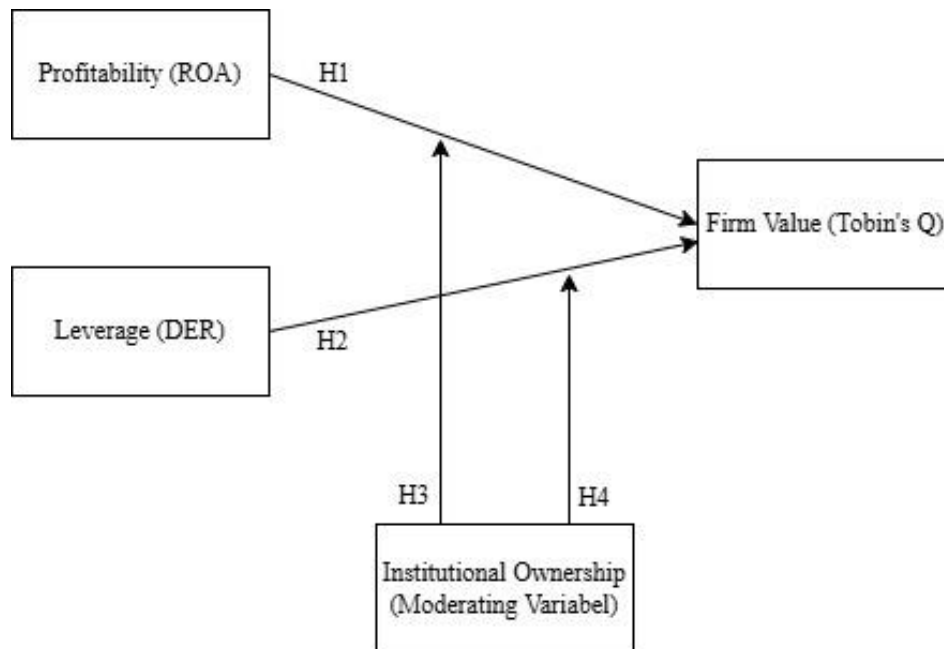 Profitability (ROA)
H1
Firm Value (Tobin's Q)
Leverage (DER)
H2
H3
H4
Institutional Ownership
(Moderating Variabel)